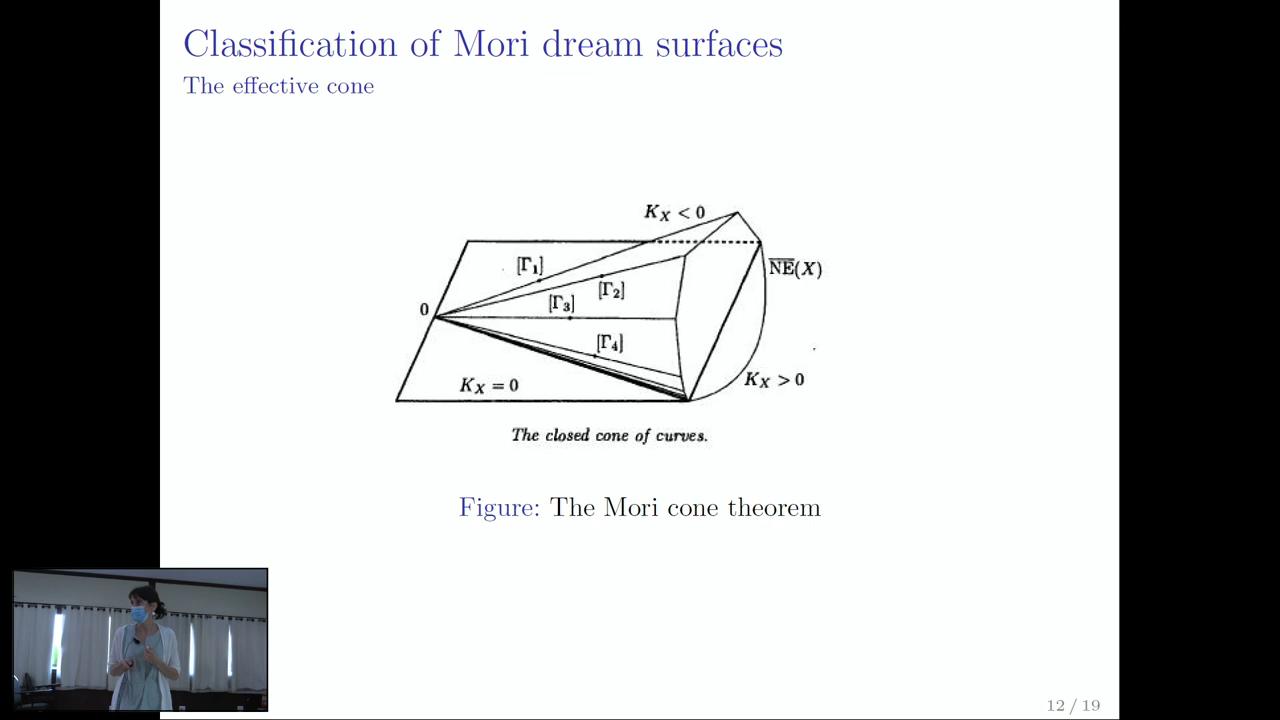 Classification of Mori dream surfaces
The effective cone
K_X < 0
[Γ₁]
N̅E̅(X)
[Γ₂]
[Γ₃]
0
[Γ₄]
K_X = 0
K_X > 0
The closed cone of curves.
Figure: The Mori cone theorem
12 / 19